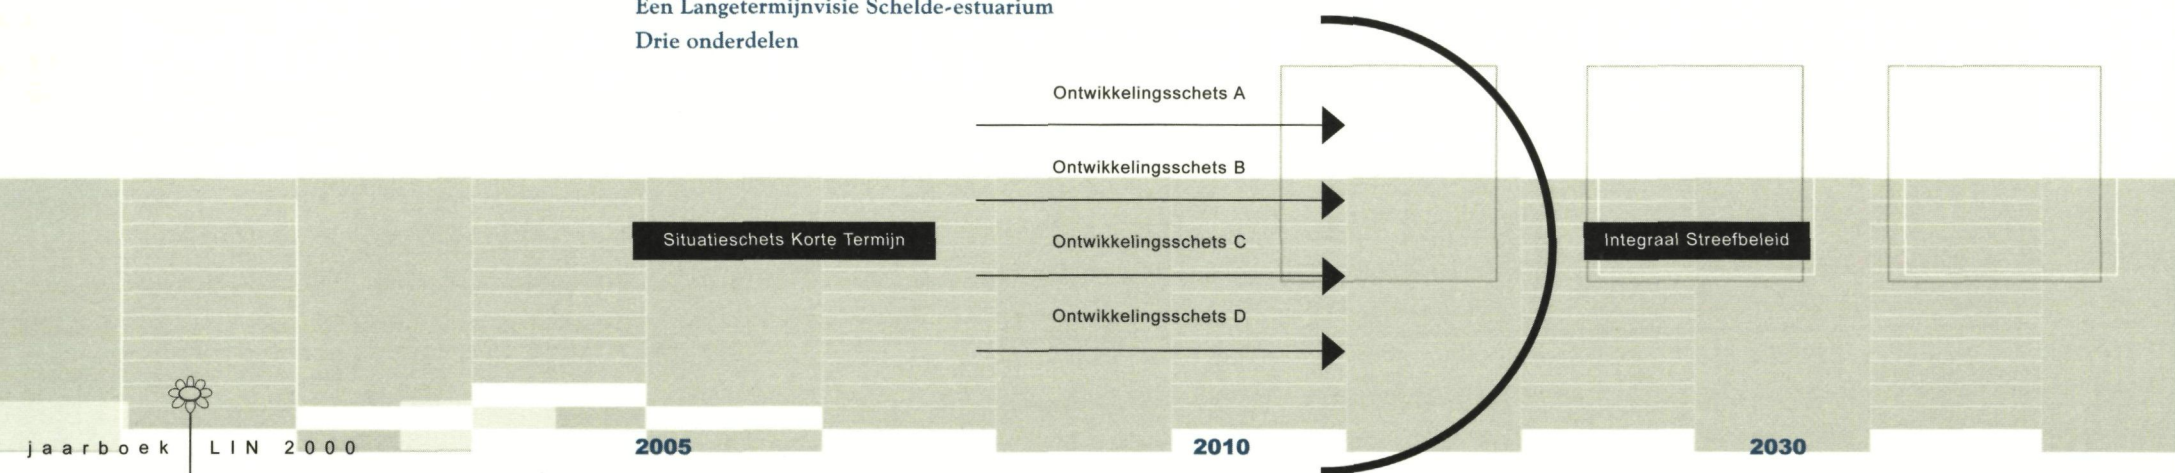 Een Langetermijnvisie Schelde-estuarium
Drie onderdelen
Ontwikkelingsschets A
Ontwikkelingsschets B
Situatieschets Korte Termijn
Ontwikkelingsschets C
Integraal Streefbeleid
Ontwikkelingsschets D
jaarboek LIN 2000
2005
2010
2030